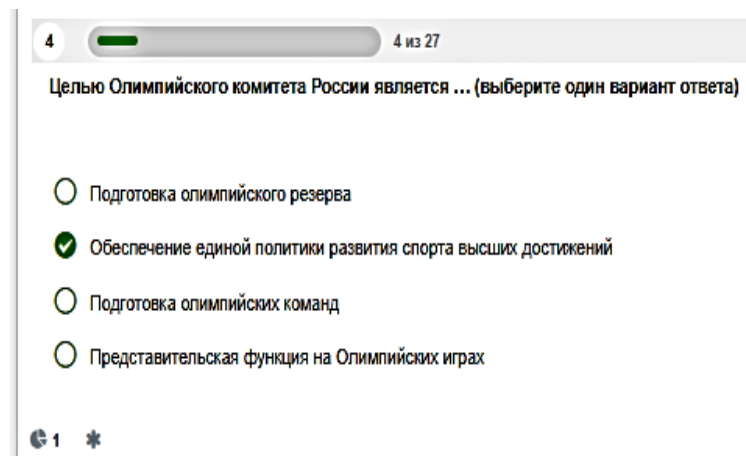 4 4 из 27
Целью Олимпийского комитета России является … (выберите один вариант ответа)
Подготовка олимпийского резерва
Обеспечение единой политики развития спорта высших достижений
Подготовка олимпийских команд
Представительская функция на Олимпийских играх
1 *